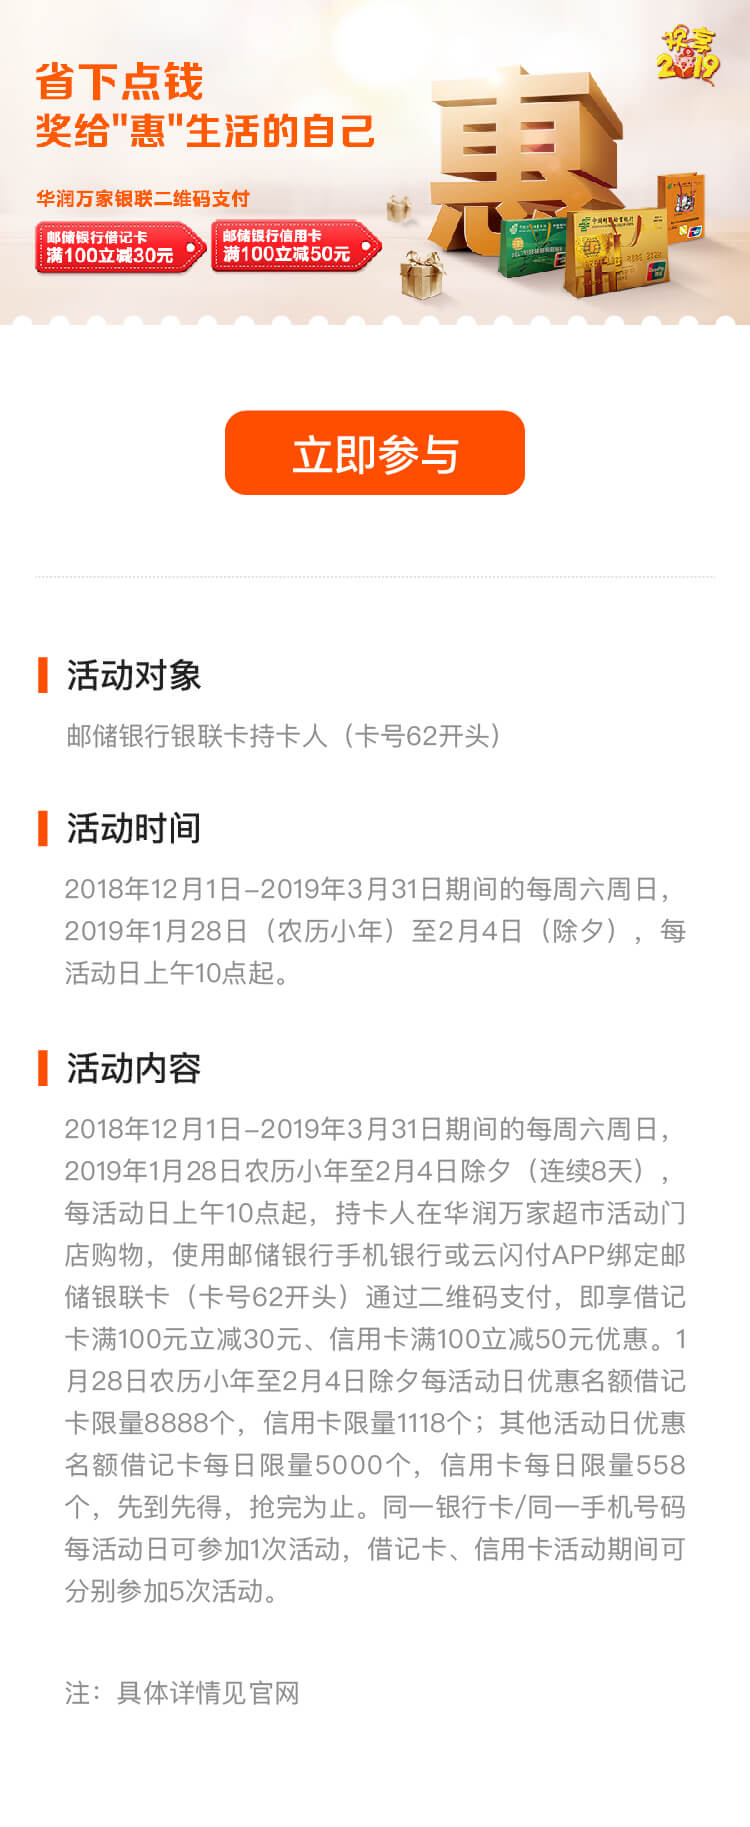 欢享
2019
省下点钱
奖给"惠"生活的自己
华润万家银联二维码支付
邮储银行借记卡
满100立减30元
邮储银行信用卡
满100立减50元
惠
中国邮政储蓄银行
立即参与
活动对象
邮储银行银联卡持卡人（卡号62开头）
活动时间
2018年12月1日-2019年3月31日期间的每周六周日，
2019年1月28日（农历小年）至2月4日（除夕），每
活动日上午10点起。
活动内容
2018年12月1日-2019年3月31日期间的每周六周日，
2019年1月28日农历小年至2月4日除夕（连续8天），
每活动日上午10点起，持卡人在华润万家超市活动门
店购物，使用邮储银行手机银行或云闪付APP绑定邮
储银联卡（卡号62开头）通过二维码支付，即享借记
卡满100元立减30元、信用卡满100立减50元优惠。1
月28日农历小年至2月4日除夕每活动日优惠名额借记
卡限量8888个，信用卡限量1118个；其他活动日优惠
名额借记卡每日限量5000个，信用卡每日限量558
个，先到先得，抢完为止。同一银行卡/同一手机号码
每活动日可参加1次活动，借记卡、信用卡活动期间可
分别参加5次活动。
注：具体详情见官网